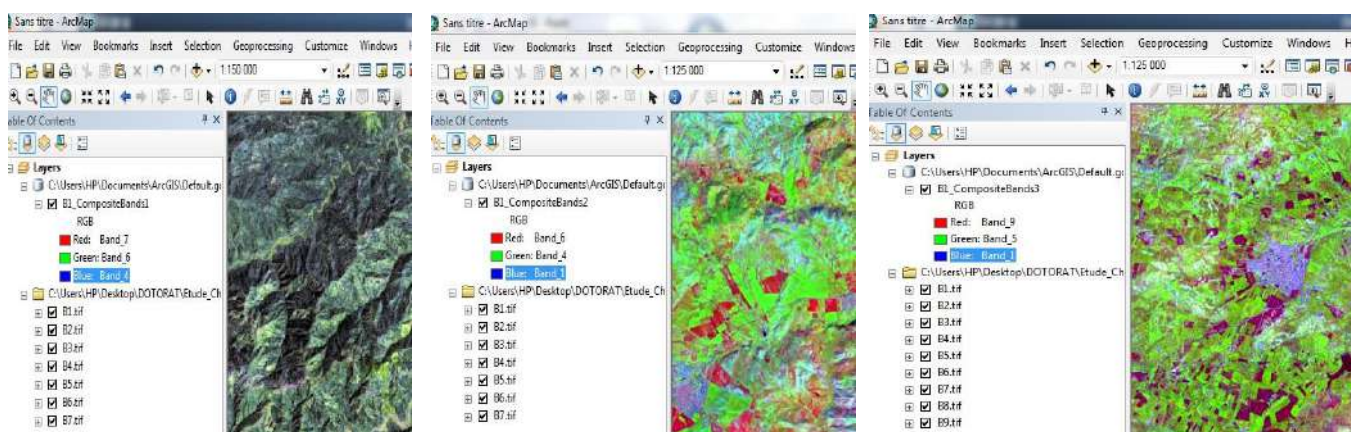 Sans titre - ArcMap
File Edit View Bookmarks Insert Selection Geoprocessing Customize Windows
1:150 000
able Of Contents
Layers
C:\Users\HP\Documents\ArcGIS\Default.g
B1_CompositeBands1
RGB
Red: Band_7
Green: Band_6
Blue: Band_4
C:\Users\HP\Desktop\DOTORAT\Etude_Ch
B1.tif
B2.tif
B3.tif
B4.tif
B5.tif
B6.tif
B7.tif
Sans titre - ArcMap
File Edit View Bookmarks Insert Selection Geoprocessing Customize Windows
1:125 000
Table Of Contents
Layers
C:\Users\HP\Documents\ArcGIS\Default.g
B1_CompositeBands2
RGB
Red: Band_6
Green: Band_4
Blue: Band_1
C:\Users\HP\Desktop\DOTORAT\Etude_Ch
B1.tif
B2.tif
B3.tif
B4.tif
B5.tif
B6.tif
B7.tif
Sans titre - ArcMap
File Edit View Bookmarks Insert Selection Geoprocessing Customize Windows H
1:125 000
Table Of Contents
Layers
C:\Users\HP\Documents\ArcGIS\Default.g
B1_CompositeBands3
RGB
Red: Band_9
Green: Band_5
Blue: Band_1
C:\Users\HP\Desktop\DOTORAT\Etude_Ch
B1.tif
B2.tif
B3.tif
B4.tif
B5.tif
B6.tif
B7.tif
B8.tif
B9.tif